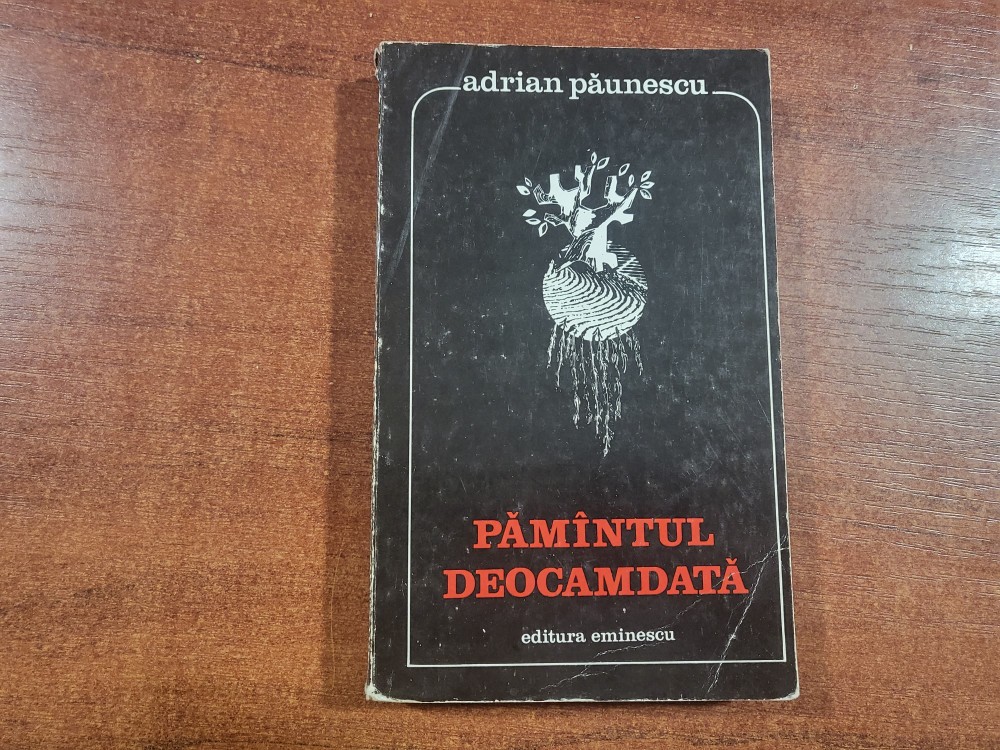 adrian păunescu
PĂMÎNTUL
DEOCAMDATĂ
editura eminescu